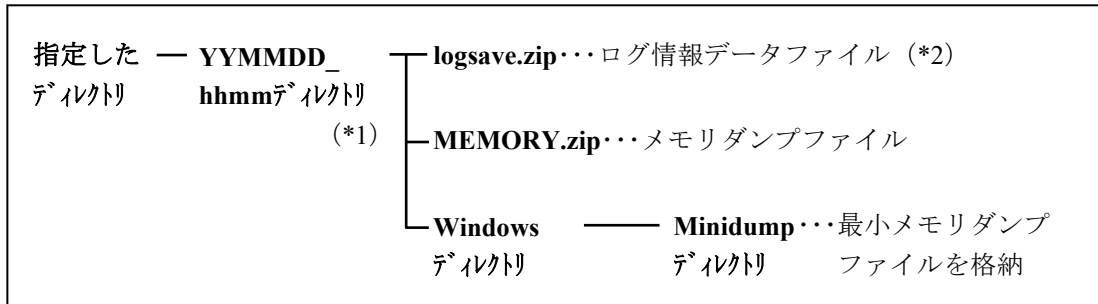 指定した YYMMDD_ logsave.zip･･･ログ情報データファイル (*2)
ﾃﾞｨﾚｸﾄﾘ hhmmﾃﾞｨﾚｸﾄﾘ
(*1) MEMORY.zip･･･メモリダンプファイル
Windows Minidump･･･最小メモリダンプ
ﾃﾞｨﾚｸﾄﾘ ﾃﾞｨﾚｸﾄﾘ ファイルを格納